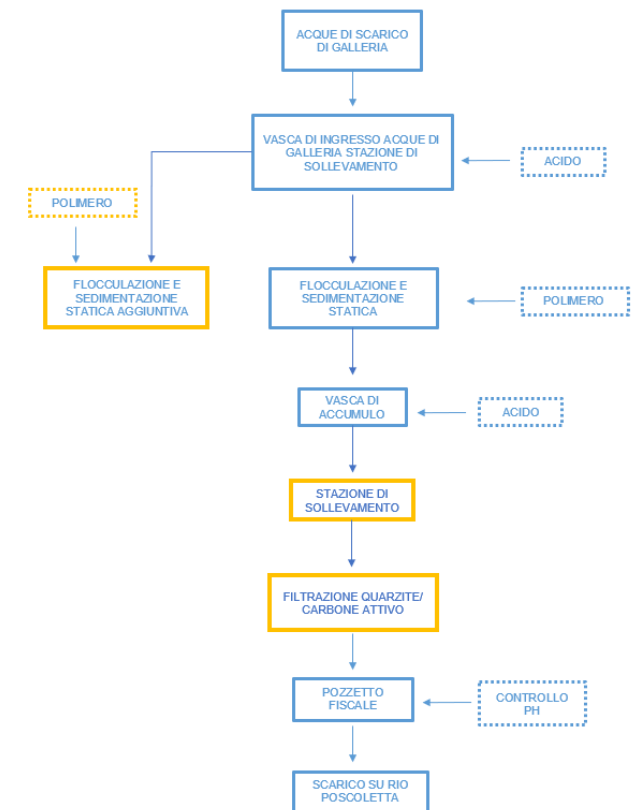 ACQUE DI SCARICO
DI GALLERIA
VASCA DI INGRESSO ACQUE DI
GALLERIA STAZIONE DI
SOLLEVAMENTO
ACIDO
POLIMERO
FLOCCULAZIONE E
SEDIMENTAZIONE
STATICA AGGIUNTIVA
FLOCCULAZIONE E
SEDIMENTAZIONE
STATICA
POLIMERO
VASCA DI
ACCUMULO
ACIDO
STAZIONE DI
SOLLEVAMENTO
FILTRAZIONE QUARZITE/
CARBONE ATTIVO
POZZETTO
FISCALE
CONTROLLO
PH
SCARICO SU RIO
POSCOLETTA